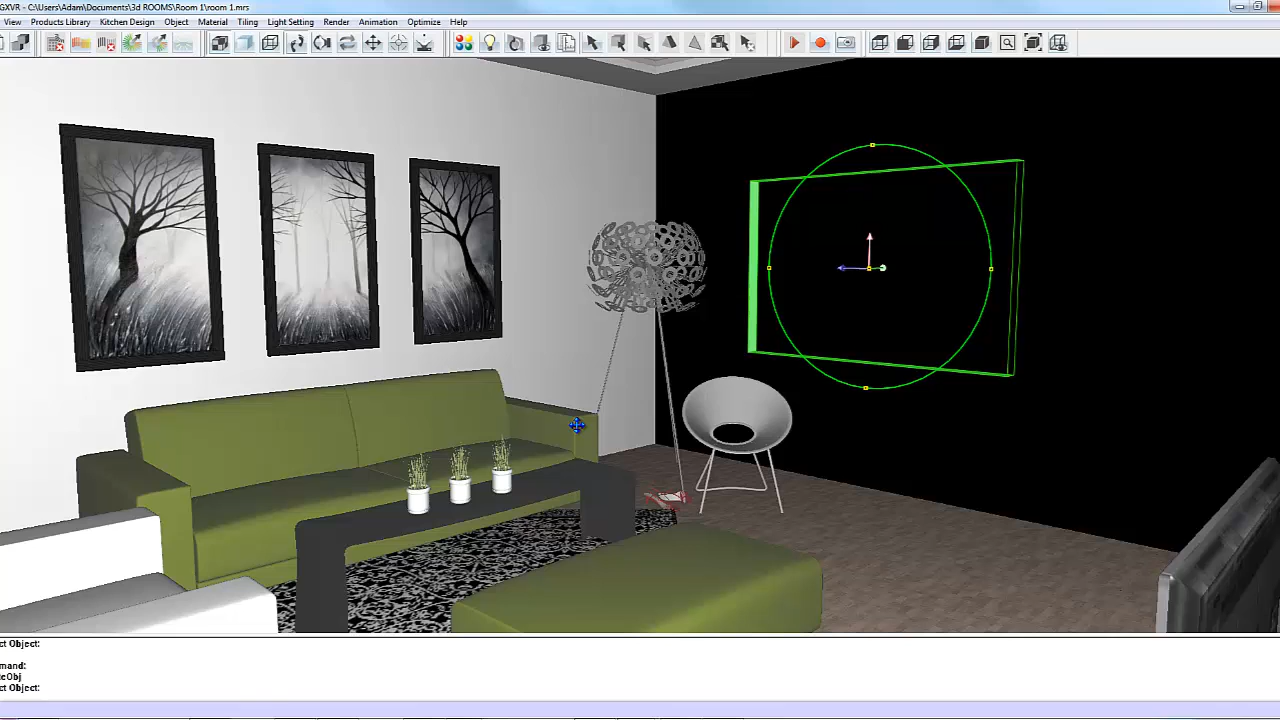 GXVR - C:\Users\Adam\Documents\3d ROOMS\Room 1\room 1.mrs
View Products Library Kitchen Design Object Material Tiling Light Setting Render Animation Optimize Help
ct Object:
mand:
eObj
ct Object: